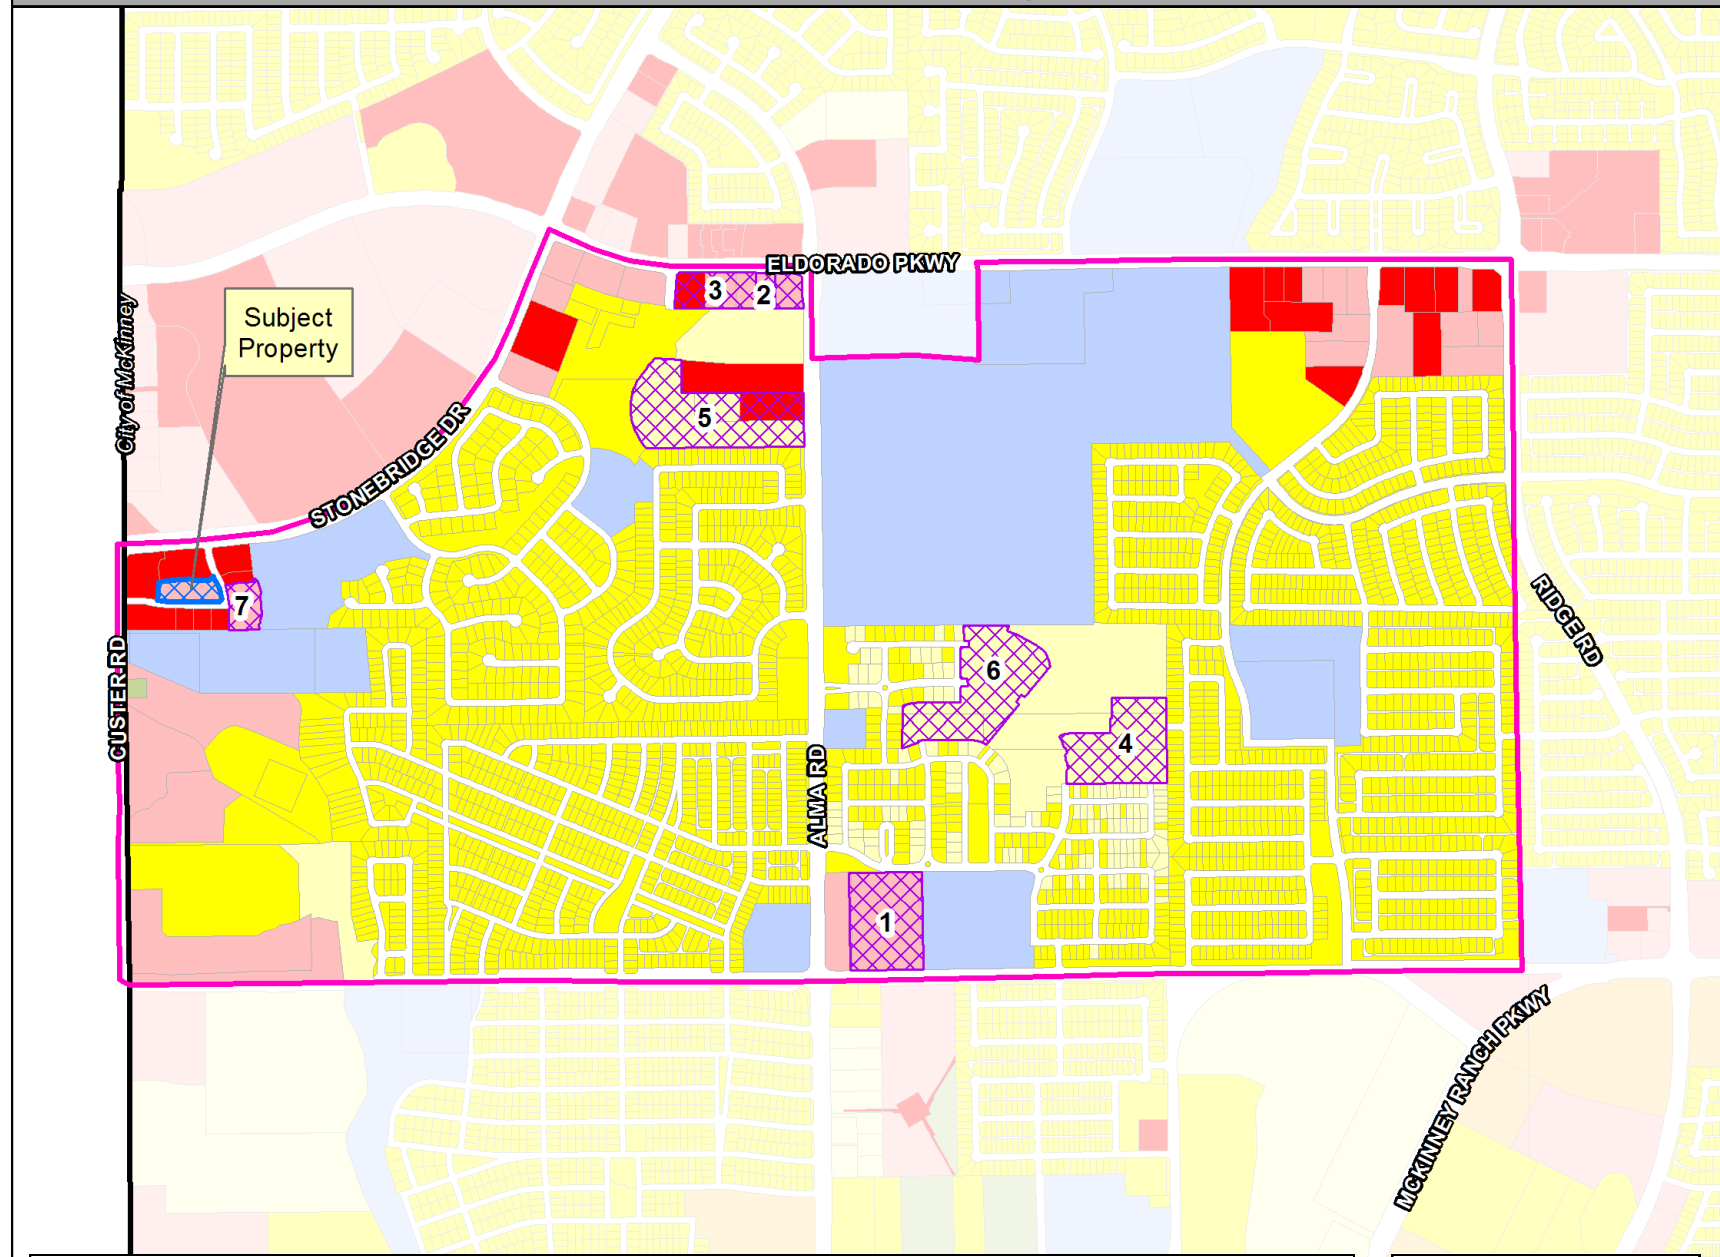 ELDORADO PKWY
3
2
Subject
Property
City of McKinney
5
STONEBRIDGE DR
7
RIDGE RD
CUSTER RD
6
4
ALMA RD
1
MCKINNEY RANCH PKWY